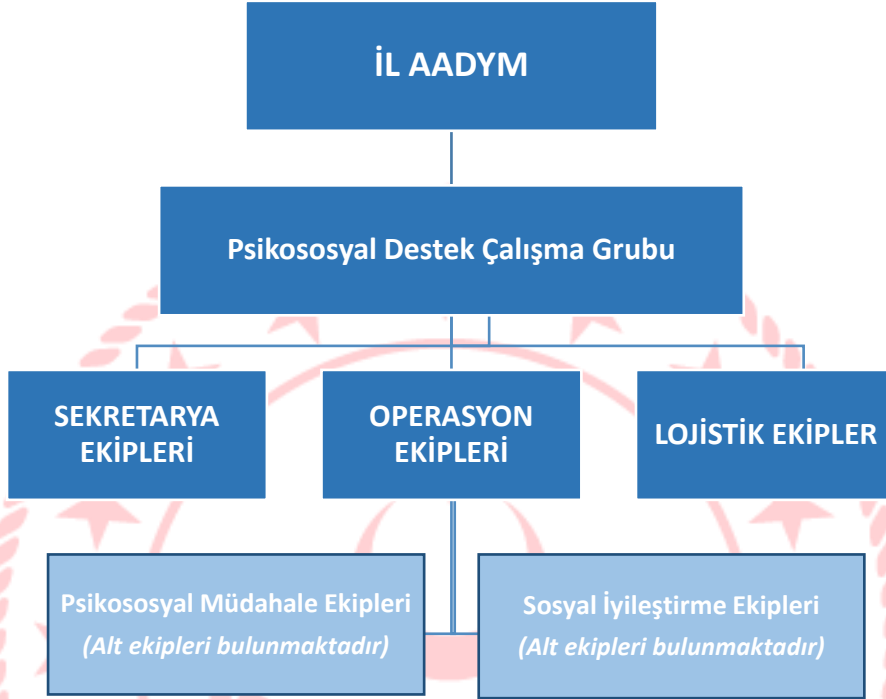 İL AADYM
Psikososyal Destek Çalışma Grubu
SEKRETARYA
EKİPLERİ
OPERASYON
EKİPLERİ
LOJİSTİK EKİPLER
Psikososyal Müdahale Ekipleri
(Alt ekipleri bulunmaktadır)
Sosyal İyileştirme Ekipleri
(Alt ekipleri bulunmaktadır)